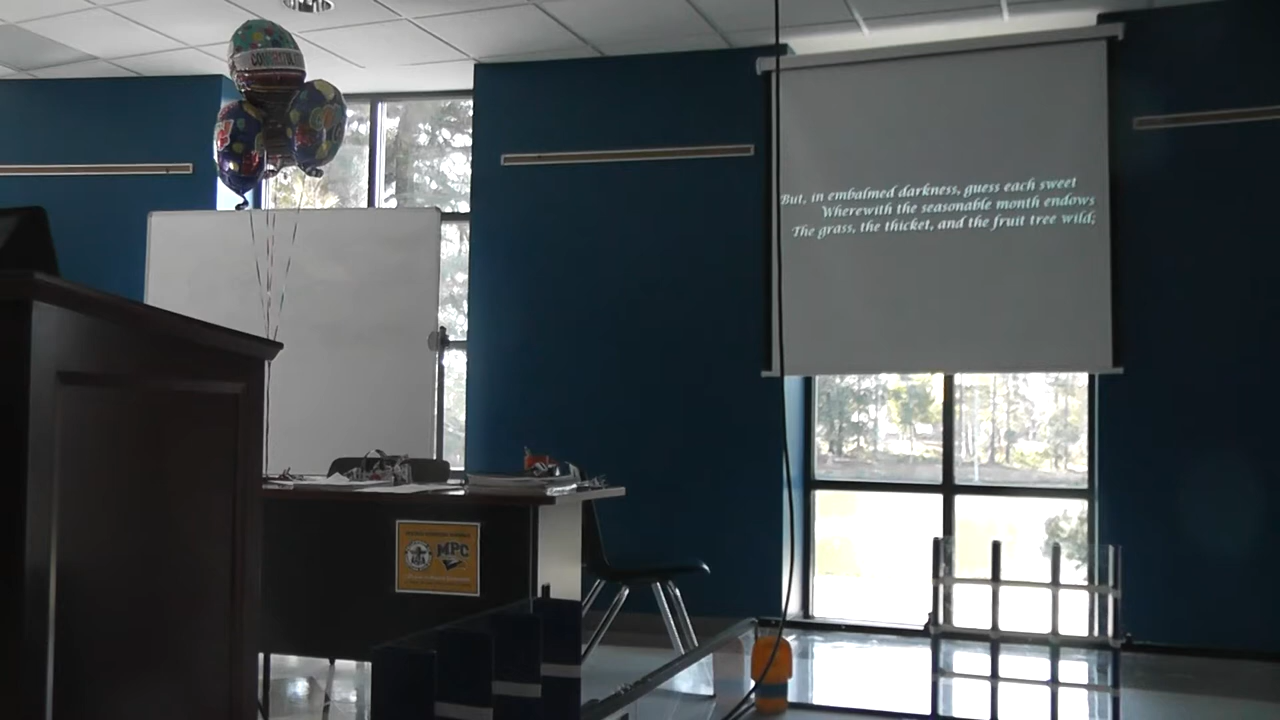 But, in embalmed darkness, guess each sweet
Wherewith the seasonable month endows
The grass, the thicket, and the fruit tree wild;
MPC